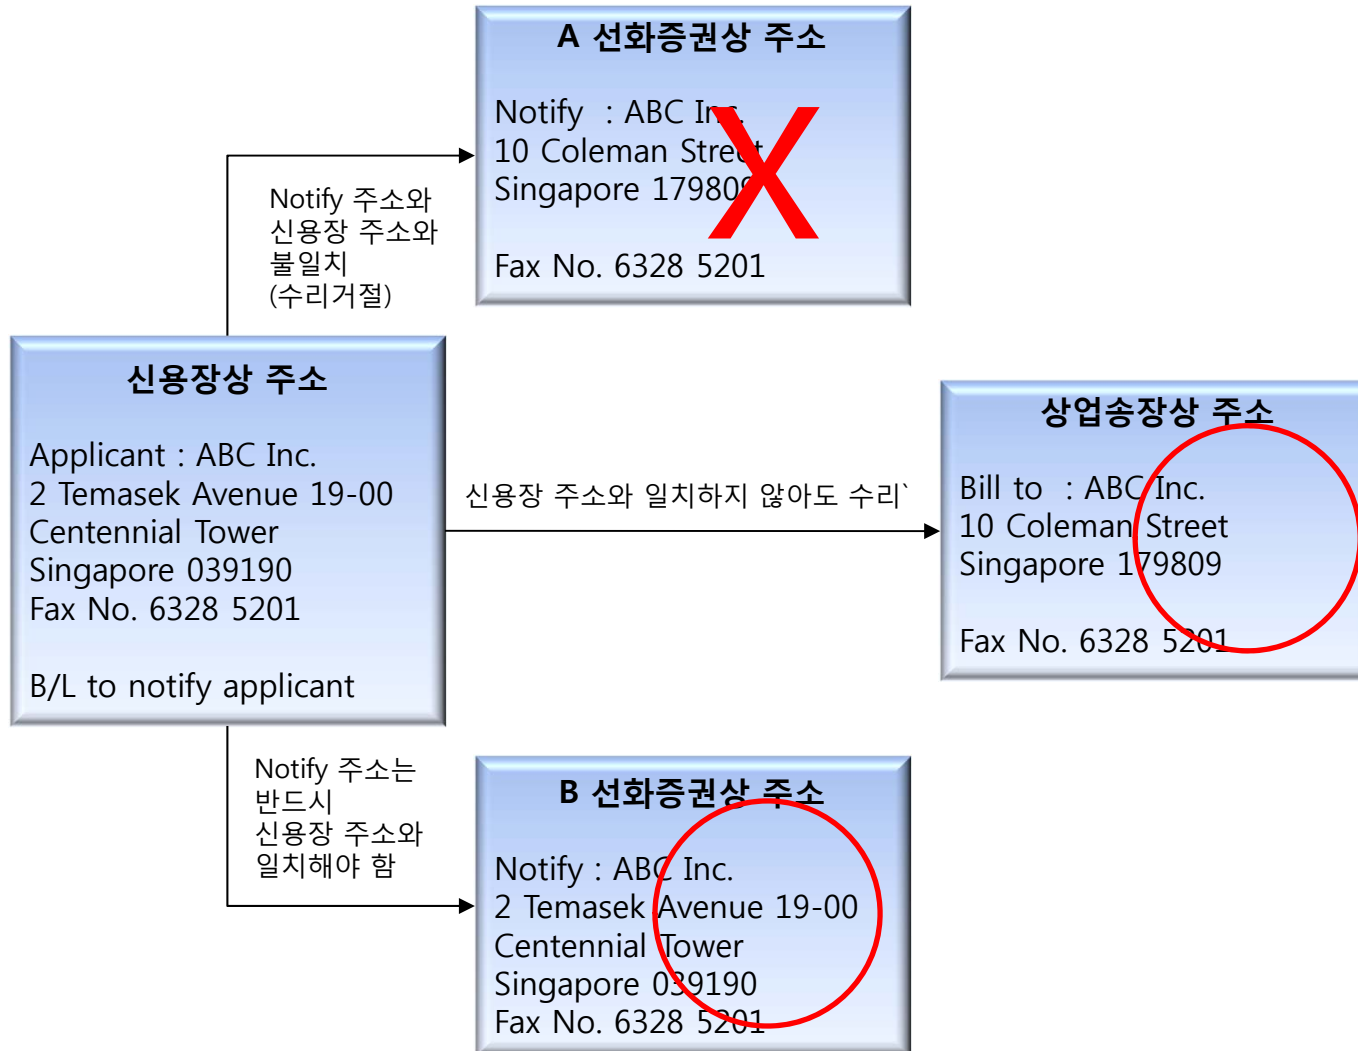 A 선화증권상 주소
Notify : ABC Inc.
10 Coleman Street
Singapore 179809
Fax No. 6328 5201
X
Notify 주소와
신용장 주소와
불일치
(수리거절)
신용장상 주소
Applicant : ABC Inc.
2 Temasek Avenue 19-00
Centennial Tower
Singapore 039190
Fax No. 6328 5201
B/L to notify applicant
신용장 주소와 일치하지 않아도 수리`
상업송장상 주소
Bill to : ABC Inc.
10 Coleman Street
Singapore 179809
Fax No. 6328 5201
Notify 주소는
반드시
신용장 주소와
일치해야 함
B 선화증권상 주소
Notify : ABC Inc.
2 Temasek Avenue 19-00
Centennial Tower
Singapore 039190
Fax No. 6328 5201